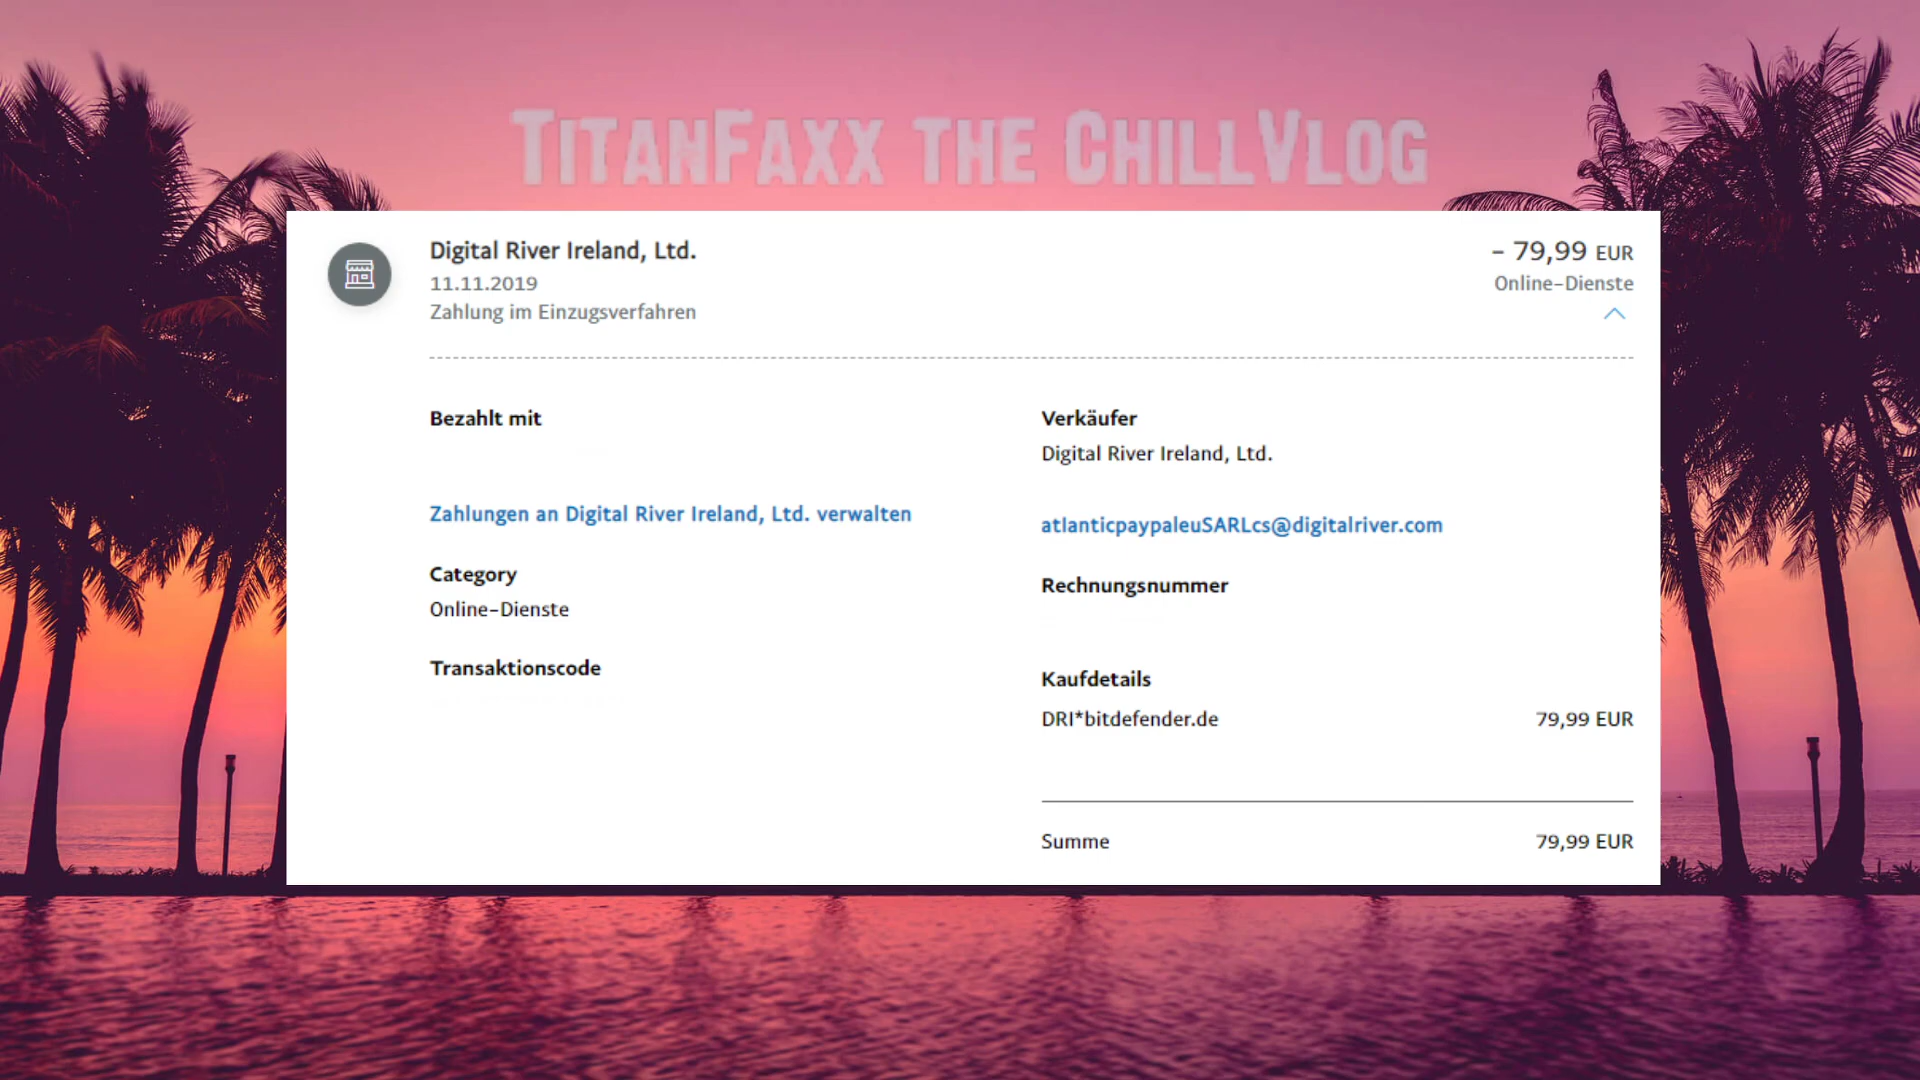 TITANFAXX THE CHILLVLOG
Digital River Ireland, Ltd.
11.11.2019
Zahlung im Einzugsverfahren
- 79,99 EUR
Online-Dienste
Bezahlt mit
Zahlungen an Digital River Ireland, Ltd. verwalten
Category
Online-Dienste
Transaktionscode
Verkäufer
Digital River Ireland, Ltd.
atlanticpaypaleuSARLcs@digitalriver.com
Rechnungsnummer
Kaufdetails
DRI*bitdefender.de 79,99 EUR
Summe 79,99 EUR